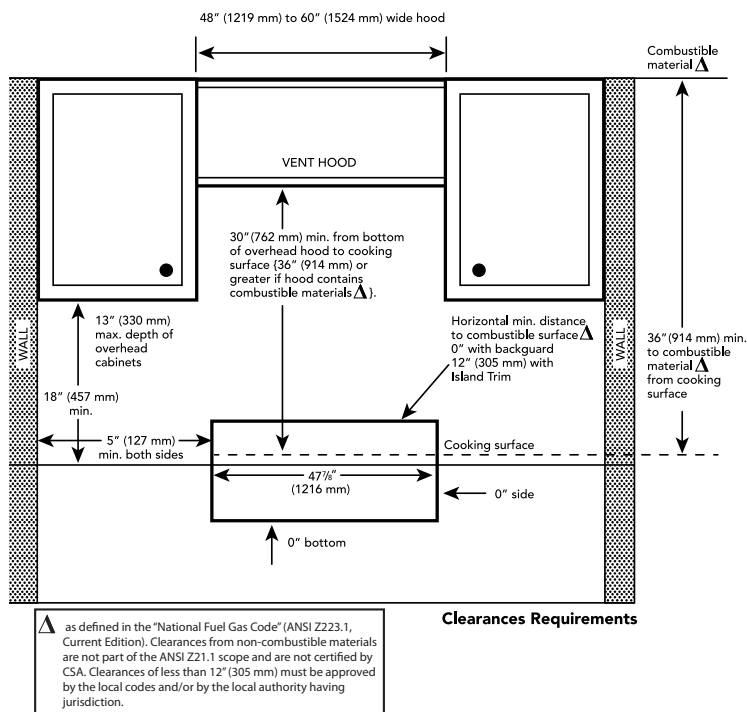 48" (1219 mm) to 60" (1524 mm) wide hood
Combustible
material Δ
VENT HOOD
30" (762 mm) min. from bottom
of overhead hood to cooking
surface {36" (914 mm) or
greater if hood contains
combustible materials Δ }.
WALL
13" (330 mm)
max. depth of
overhead
cabinets
Horizontal min. distance
to combustible surface Δ
0" with backguard
12" (305 mm) with
Island Trim
WALL
36" (914 mm) min.
to combustible
material Δ
from cooking
surface
18" (457 mm)
min.
5" (127 mm)
min. both sides
Cooking surface
47⅞"
(1216 mm)
0" side
0" bottom
Clearances Requirements
Δ as defined in the "National Fuel Gas Code" (ANSI Z223.1,
Current Edition). Clearances from non-combustible materials
are not part of the ANSI Z21.1 scope and are not certified by
CSA. Clearances of less than 12" (305 mm) must be approved
by the local codes and/or by the local authority having
jurisdiction.